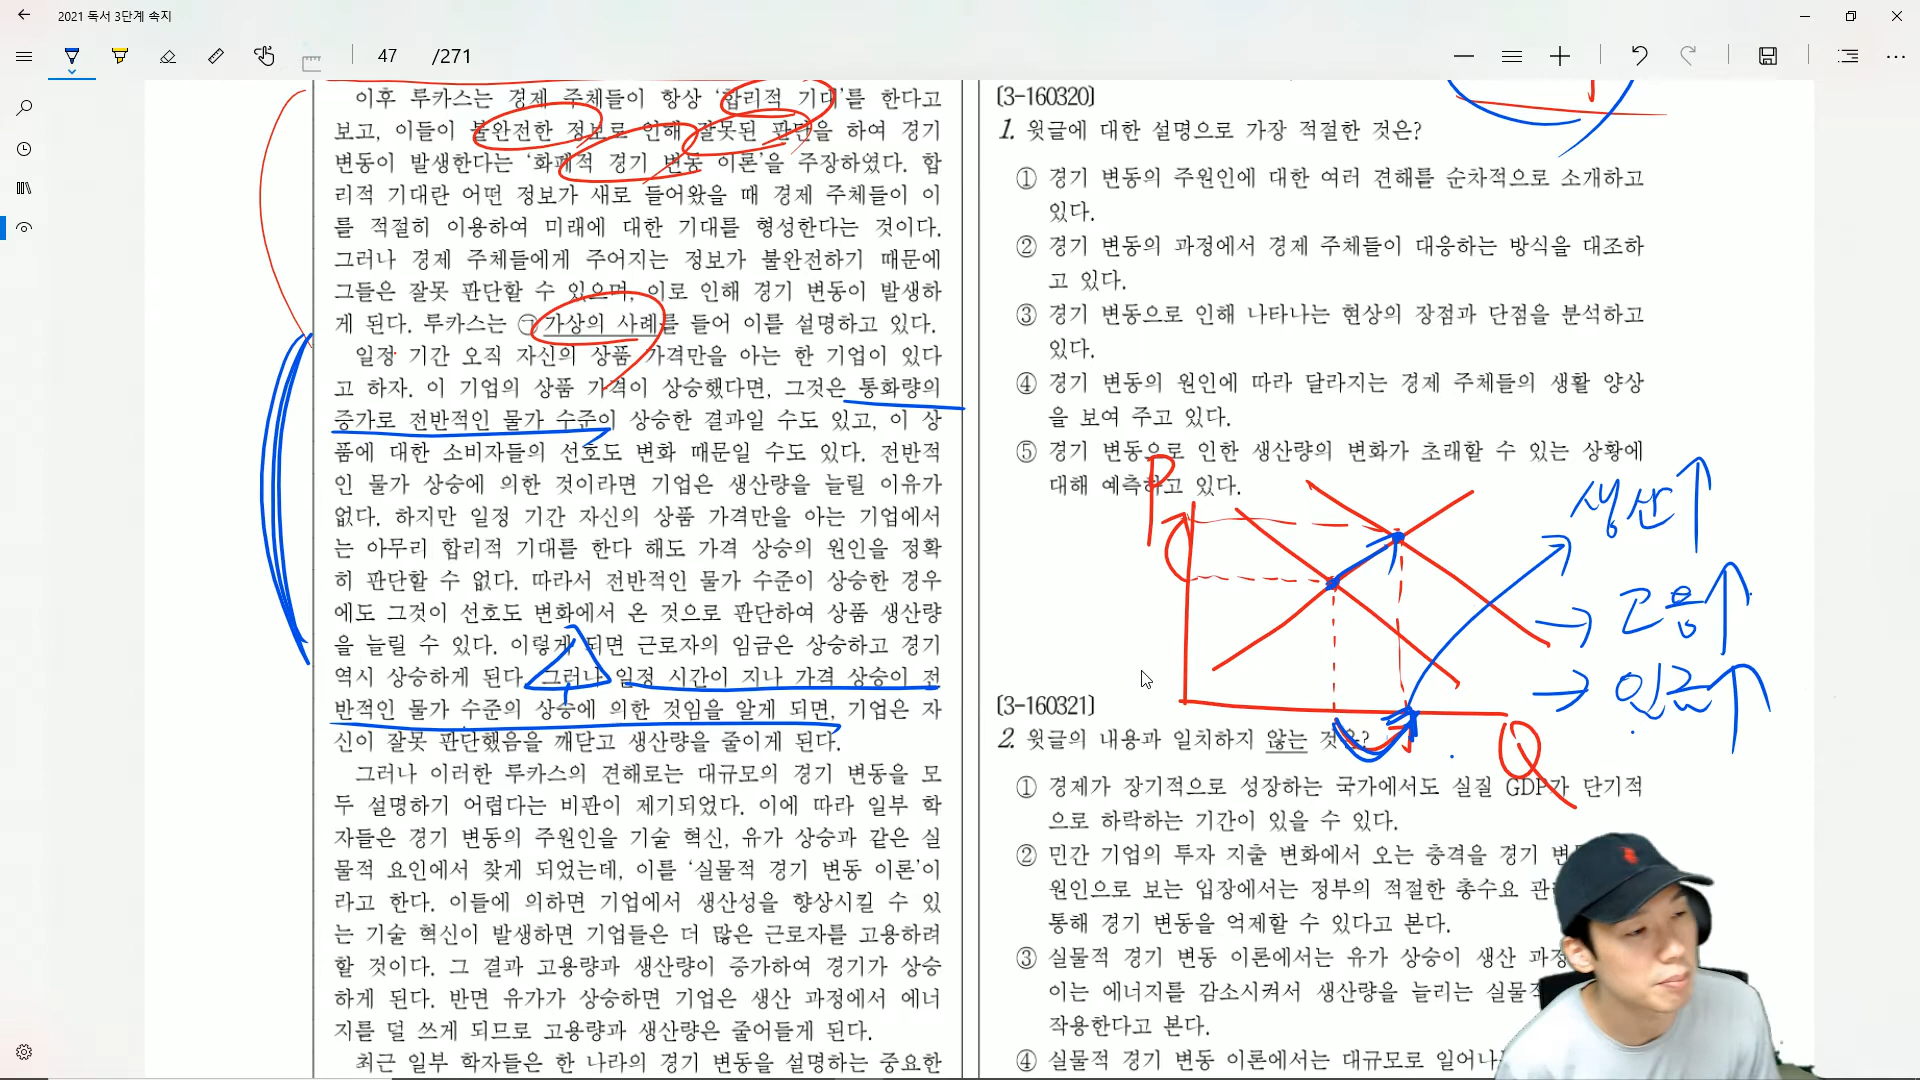 2021 독서 3단계 속지
47 /271
이후 루카스는 경제 주체들이 항상 ‘합리적 기대’를 한다고
보고, 이들이 불완전한 정보로 인해 잘못된 판단을 하여 경기
변동이 발생한다는 ‘화폐적 경기 변동 이론’을 주장하였다. 합
리적 기대란 어떤 정보가 새로 들어왔을 때 경제 주체들이 이
를 적절히 이용하여 미래에 대한 기대를 형성한다는 것이다.
그러나 경제 주체들에게 주어지는 정보가 불완전하기 때문에
그들은 잘못 판단할 수 있으며, 이로 인해 경기 변동이 발생하
게 된다. 루카스는 ㉠가상의 사례를 들어 이를 설명하고 있다.
일정 기간 오직 자신의 상품 가격만을 아는 한 기업이 있다
고 하자. 이 기업의 상품 가격이 상승했다면, 그것은 통화량의
증가로 전반적인 물가 수준이 상승한 결과일 수도 있고, 이 상
품에 대한 소비자들의 선호도 변화 때문일 수도 있다. 전반적
인 물가 상승에 의한 것이라면 기업은 생산량을 늘릴 이유가
없다. 하지만 일정 기간 자신의 상품 가격만을 아는 기업에서
는 아무리 합리적 기대를 한다 해도 가격 상승의 원인을 정확
히 판단할 수 없다. 따라서 전반적인 물가 수준이 상승한 경우
에도 그것이 선호도 변화에서 온 것으로 판단하여 상품 생산량
을 늘릴 수 있다. 이렇게 되면 근로자의 임금은 상승하고 경기
역시 상승하게 된다. 그러나 일정 시간이 지나 가격 상승이 전
반적인 물가 수준의 상승에 의한 것임을 알게 되면, 기업은 자
신이 잘못 판단했음을 깨닫고 생산량을 줄이게 된다.
그러나 이러한 루카스의 견해로는 대규모의 경기 변동을 모
두 설명하기 어렵다는 비판이 제기되었다. 이에 따라 일부 학
자들은 경기 변동의 주원인을 기술 혁신, 유가 상승과 같은 실
물적 요인에서 찾게 되었는데, 이를 ‘실물적 경기 변동 이론’이
라고 한다. 이들에 의하면 기업에서 생산성을 향상시킬 수 있
는 기술 혁신이 발생하면 기업들은 더 많은 근로자를 고용하려
할 것이다. 그 결과 고용량과 생산량이 증가하여 경기가 상승
하게 된다. 반면 유가가 상승하면 기업은 생산 과정에서 에너
지를 덜 쓰게 되므로 고용량과 생산량은 줄어들게 된다.
최근 일부 학자들은 한 나라의 경기 변동을 설명하는 중요한
[3-160320]
1. 윗글에 대한 설명으로 가장 적절한 것은?
① 경기 변동의 주원인에 대한 여러 견해를 순차적으로 소개하고
있다.
② 경기 변동의 과정에서 경제 주체들이 대응하는 방식을 대조하
고 있다.
③ 경기 변동으로 인해 나타나는 현상의 장점과 단점을 분석하고
있다.
④ 경기 변동의 원인에 따라 달라지는 경제 주체들의 생활 양상
을 보여 주고 있다.
⑤ 경기 변동으로 인한 생산량의 변화가 초래할 수 있는 상황에
대해 예측하고 있다.
P
Q
생산↑
→ 고용↑
→ 임금↑
[3-160321]
2. 윗글의 내용과 일치하지 않는 것은?
① 경제가 장기적으로 성장하는 국가에서도 실질 GDP가 단기적
으로 하락하는 기간이 있을 수 있다.
② 민간 기업의 투자 지출 변화에서 오는 충격을 경기
원인으로 보는 입장에서는 정부의 적절한 총수요
통해 경기 변동을 억제할 수 있다고 본다.
③ 실물적 경기 변동 이론에서는 유가 상승이 생산
이는 에너지를 감소시켜서 생산량을 늘리는
작용한다고 본다.
④ 실물적 경기 변동 이론에서는 대규모로